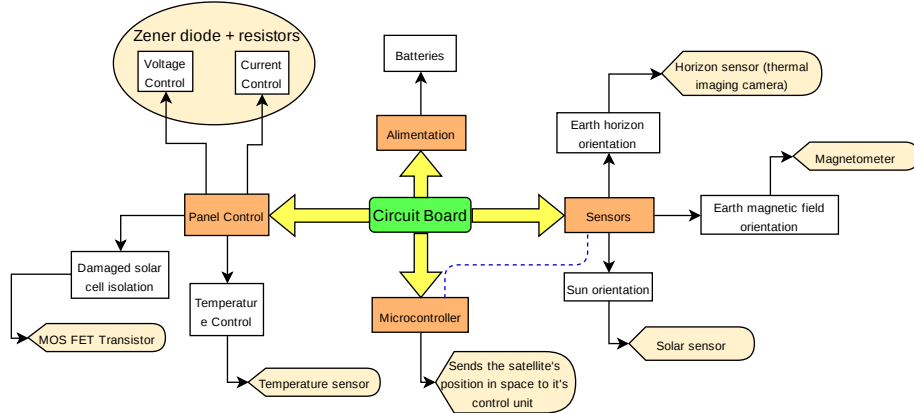 Zener diode + resistors
Voltage
Control
Current
Control
Batteries
Horizon sensor (thermal
imaging camera)
Alimentation
Earth horizon
orientation
Magnetometer
Panel Control
Circuit Board
Sensors
Earth magnetic field
orientation
Damaged solar
cell isolation
Temperatur
e Control
Microcontroller
Sun orientation
MOS FET Transistor
Solar sensor
Temperature sensor
Sends the satellite's
position in space to it's
control unit